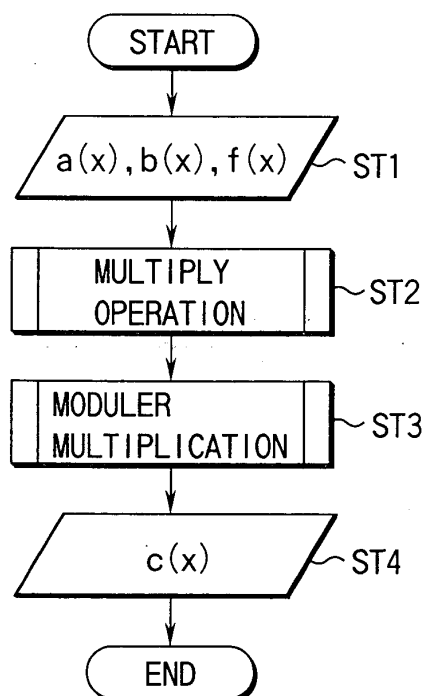 START
a(x),b(x),f(x)
ST1
MULTIPLY
OPERATION
ST2
MODULER
MULTIPLICATION
ST3
c(x)
ST4
END